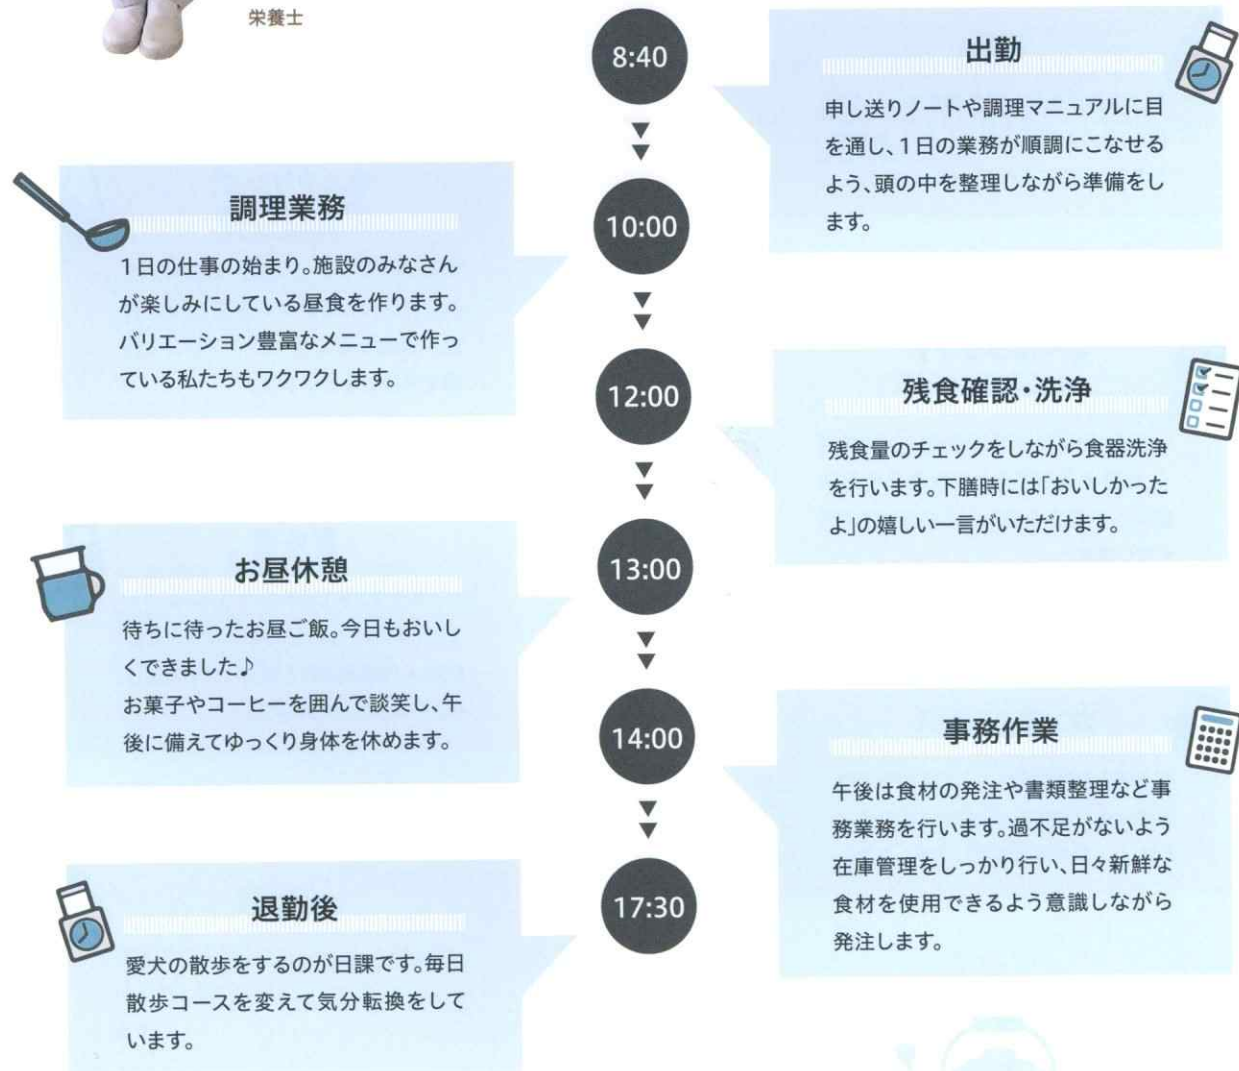 栄養士
8:40
出勤
申し送りノートや調理マニュアルに目
を通し、1日の業務が順調にこなせる
よう、頭の中を整理しながら準備をし
ます。
10:00
調理業務
1日の仕事の始まり。施設のみなさん
が楽しみにしている昼食を作ります。
バリエーション豊富なメニューで作っ
ている私たちもワクワクします。
12:00
残食確認・洗浄
残食量のチェックをしながら食器洗浄
を行います。下膳時には「おいしかった
よ」の嬉しい一言がいただけます。
13:00
お昼休憩
待ちに待ったお昼ご飯。今日もおいし
くできました♪
お菓子やコーヒーを囲んで談笑し、午
後に備えてゆっくり身体を休めます。
14:00
事務作業
午後は食材の発注や書類整理など事
務業務を行います。過不足がないよう
在庫管理をしっかり行い、日々新鮮な
食材を使用できるよう意識しながら
発注します。
17:30
退勤後
愛犬の散歩をするのが日課です。毎日
散歩コースを変えて気分転換をして
います。